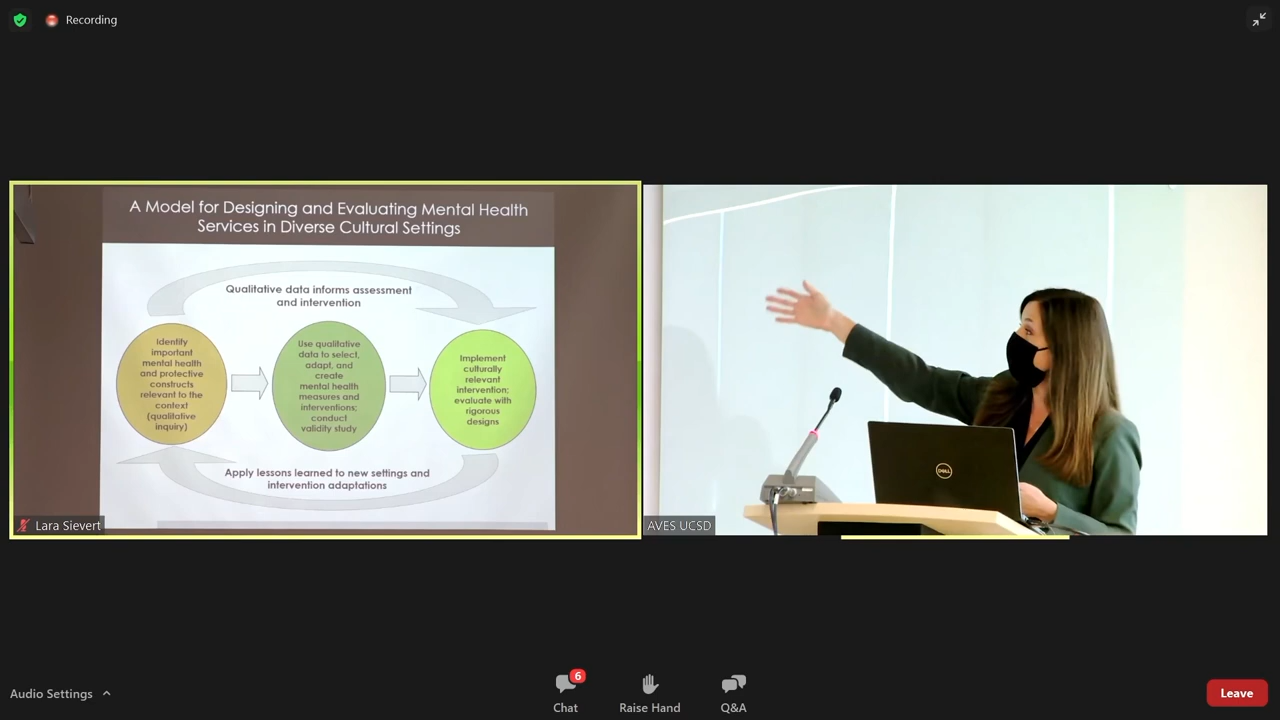 Recording
A Model for Designing and Evaluating Mental Health
Services in Diverse Cultural Settings
Qualitative data informs assessment
and intervention
Identify
important
mental health
and protective
constructs
relevant to the
context
(qualitative
inquiry)
Use qualitative
data to select,
adapt, and
create
mental health
measures and
interventions;
conduct
validity study
Implement
culturally
relevant
intervention;
evaluate with
rigorous
designs
Apply lessons learned to new settings and
intervention adaptations
Lara Sievert
DELL
AVES UCSD
Audio Settings
6
Chat
Raise Hand
Q&A
Leave